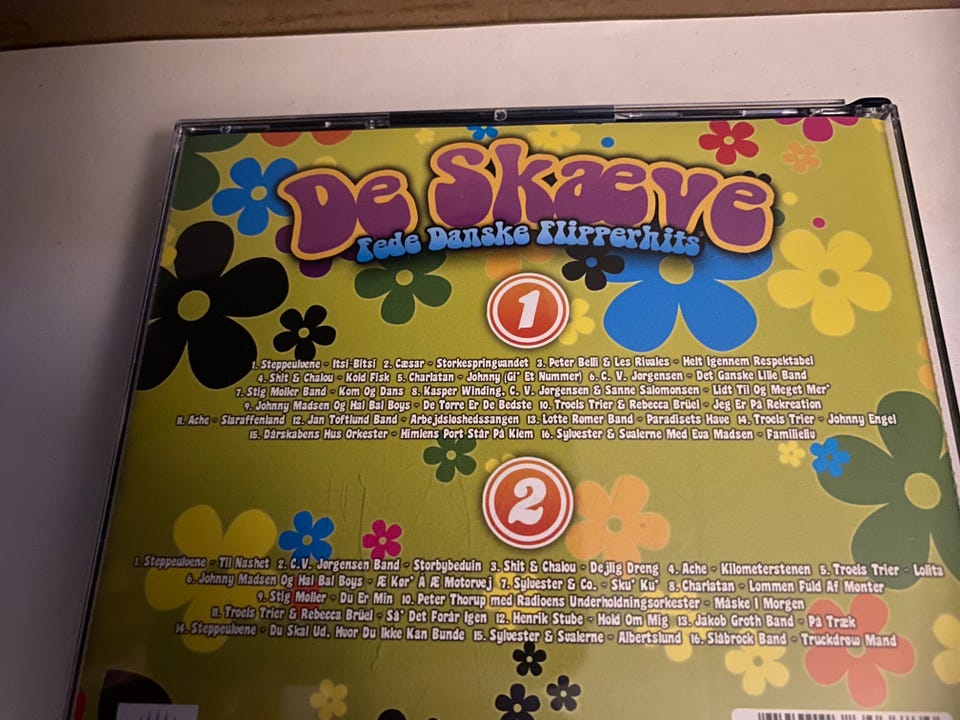 De Skæve
Fede Danske Flipperhits
1
1. Steppeulvene - Itsi-Bitsi 2. Cæsar - Storkespringvandet 3. Peter Belli & Les Rivales - Helt Igennem Respektabel
4. Shit & Chalou - Kold Fisk 5. Charlatan - Johnny (Gi' Et Nummer) 6. C. V. Jørgensen - Det Ganske Lille Band
7. Stig Møller Band - Kom Og Dans 8. Kasper Winding, C. V. Jørgensen & Sanne Salomonsen - Lidt Til Og Meget Mer'
9. Johnny Madsen Og Hal Bal Boys - De Tørre Er De Bedste 10. Troels Trier & Rebecca Brüel - Jeg Er På Rekreation
11. Ache - Slaraffenland 12. Jan Toftlund Band - Arbejdsløshedssangen 13. Lotte Rømer Band - Paradisets Have 14. Troels Trier - Johnny Engel
15. Dårskabens Hus Orkester - Himlens Port Står På Klem 16. Sylvester & Svalerne Med Eva Madsen - Familieliv
2
1. Steppeulvene - Til Nashet 2. C.V. Jørgensen Band - Storbybeduin 3. Shit & Chalou - Dejlig Dreng 4. Ache - Kilometerstenen 5. Troels Trier - Lolita
6. Johnny Madsen Og Hal Bal Boys - Æ Kør' A Æ Motorvej 7. Sylvester & Co. - Sku' Ku' 8. Charlatan - Lommen Fuld Af Mønter
9. Stig Møller - Du Er Min 10. Peter Thorup med Radioens Underholdningsorkester - Måske I Morgen
11. Troels Trier & Rebecca Brüel - Så' Det Forår Igen 12. Henrik Stube - Hold Om Mig 13. Jakob Groth Band - På Træk
14. Steppeulvene - Du Skal Ud, Hvor Du Ikke Kan Bunde 15. Sylvester & Svalerne - Albertslund 16. Slåbrock Band - Truckdrow Mand